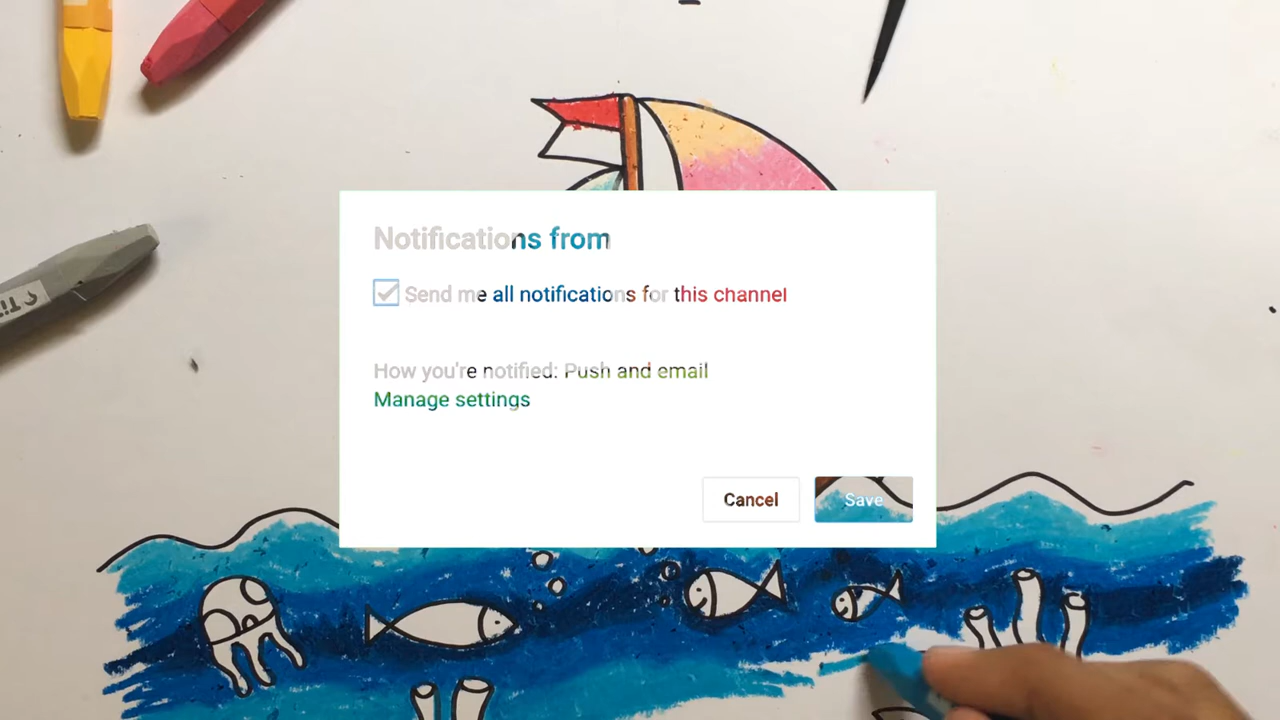 Notifications from
Send me all notifications for this channel
How you're notified: Push and email
Manage settings
Cancel
Save